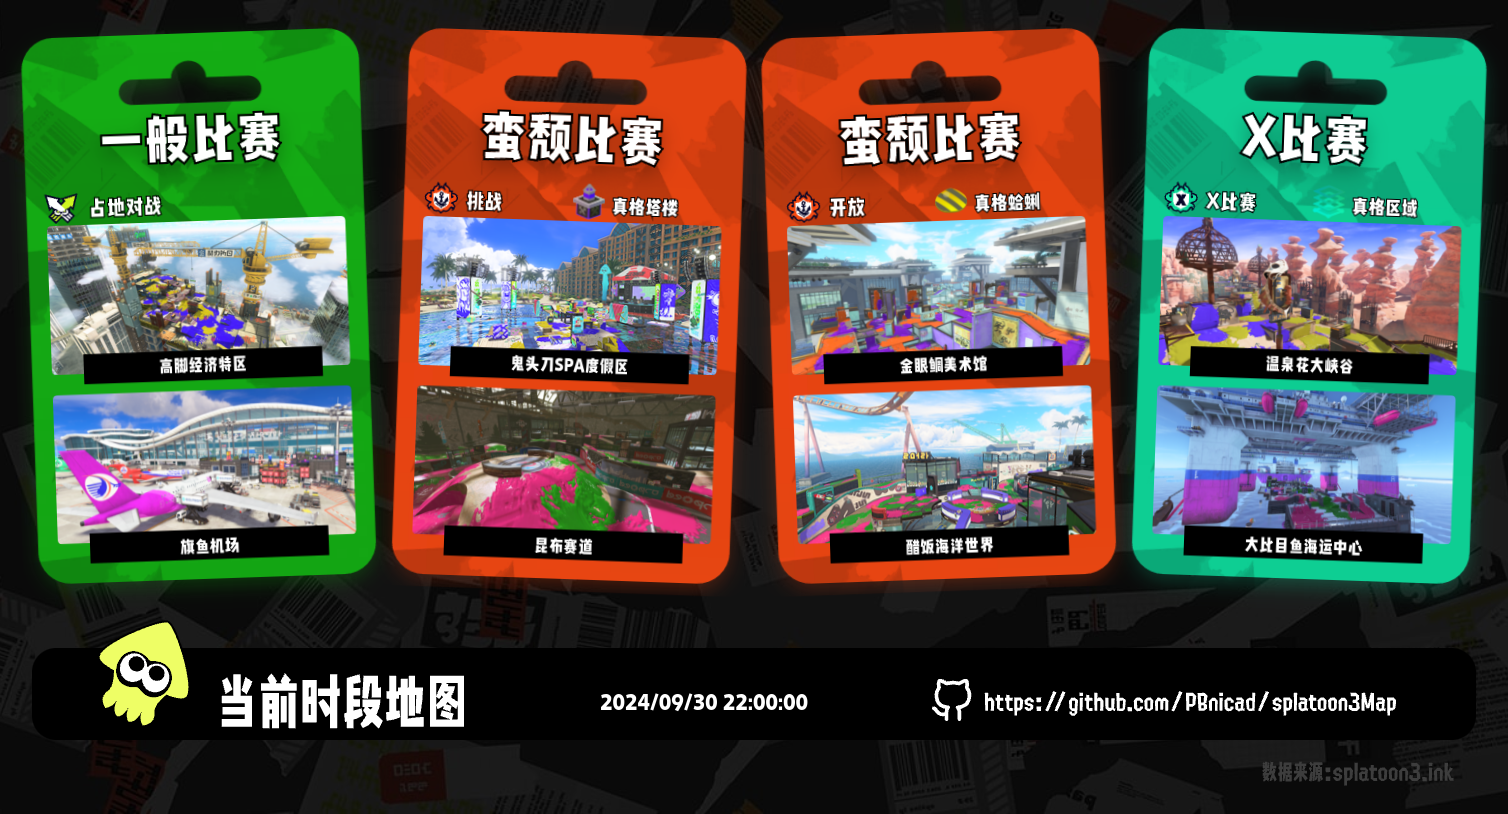 一般比赛
占地对战
高脚经济特区
旗鱼机场
蛮颓比赛
挑战
真格塔楼
鬼头刀SPA度假区
昆布赛道
蛮颓比赛
开放
真格蛤蜊
金眼鲷美术馆
醋饭海洋世界
X比赛
X比赛
真格区域
温泉花大峡谷
大比目鱼海运中心
当前时段地图
2024/09/30 22:00:00
https://github.com/PBnicad/splatoon3Map
数据来源:splatoon3.ink